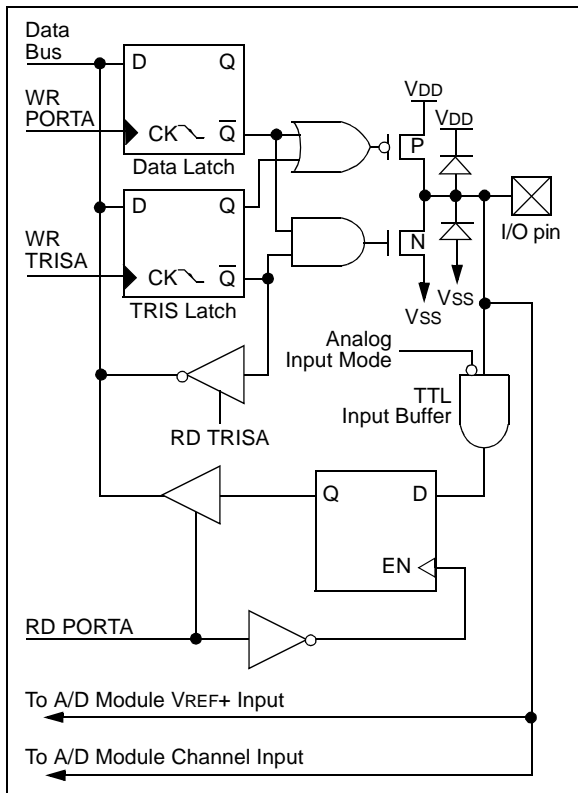 Data
Bus
D Q
WR
PORTA
CK Q
Data Latch
VDD
VDD
P
D Q
WR
TRISA
CK Q
TRIS Latch
N
I/O pin
VSS
VSS
Analog
Input Mode
TTL
Input Buffer
RD TRISA
Q D
EN
RD PORTA
To A/D Module VREF+ Input
To A/D Module Channel Input